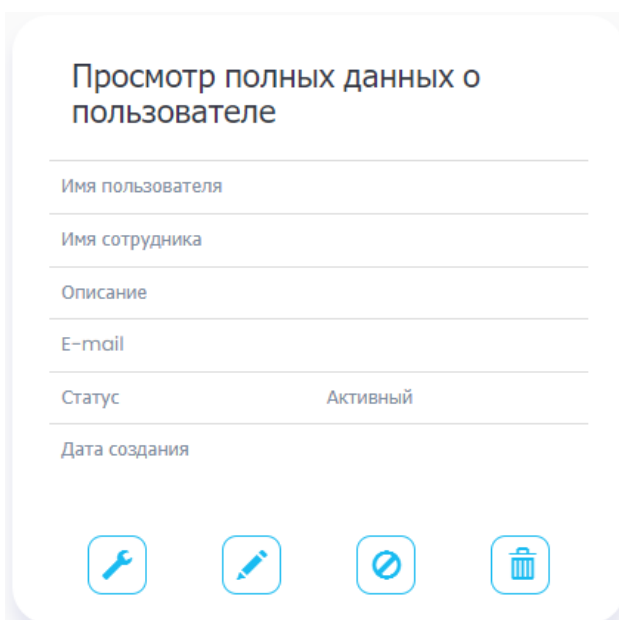 Просмотр полных данных о
пользователе
Имя пользователя
Имя сотрудника
Описание
E-mail
Статус Активный
Дата создания